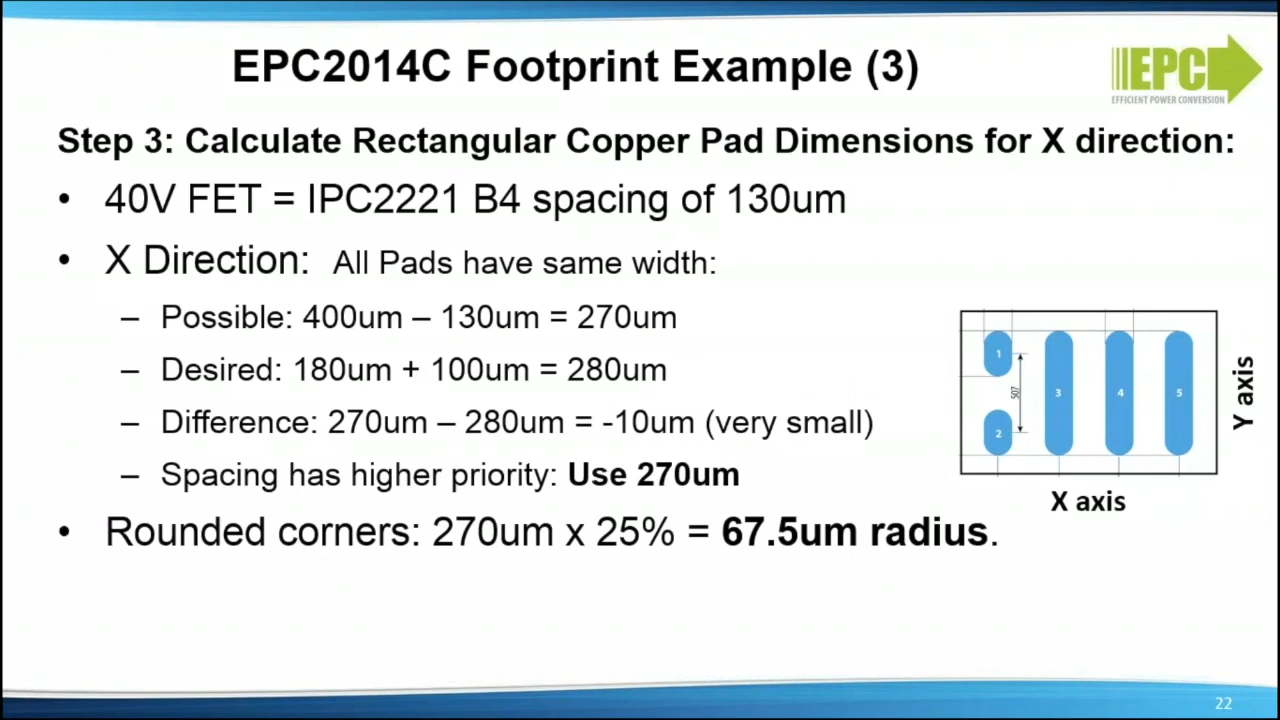 EPC2014C Footprint Example (3)
EPC
EFFICIENT POWER CONVERSION
Step 3: Calculate Rectangular Copper Pad Dimensions for X direction:
• 40V FET = IPC2221 B4 spacing of 130um
• X Direction: All Pads have same width:
– Possible: 400um – 130um = 270um
– Desired: 180um + 100um = 280um
– Difference: 270um – 280um = -10um (very small)
– Spacing has higher priority: Use 270um
• Rounded corners: 270um x 25% = 67.5um radius.
1
2
507
3
4
5
Y axis
X axis
22